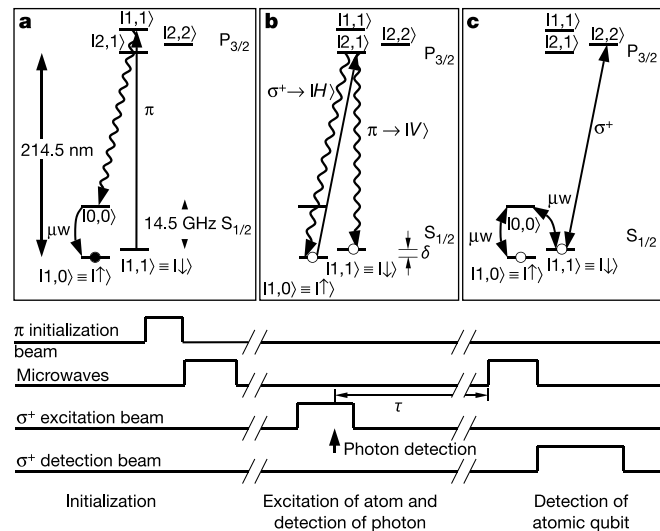 a
|1,1⟩
|2,1⟩
|2,2⟩
P3/2
π
214.5 nm
|0,0⟩
μw
14.5 GHz S1/2
|1,1⟩ ≡ |↓⟩
|1,0⟩ ≡ |↑⟩
b
|1,1⟩
|2,1⟩
|2,2⟩
P3/2
σ+ → |H⟩
π → |V⟩
S1/2
δ
|1,1⟩ ≡ |↓⟩
|1,0⟩ ≡ |↑⟩
c
|1,1⟩
|2,1⟩
|2,2⟩
P3/2
σ+
μw
|0,0⟩
μw
S1/2
|1,0⟩ ≡ |↑⟩
|1,1⟩ ≡ |↓⟩
π initialization
beam
Microwaves
τ
σ+ excitation beam
Photon detection
σ+ detection beam
Initialization
Excitation of atom and
detection of photon
Detection of
atomic qubit